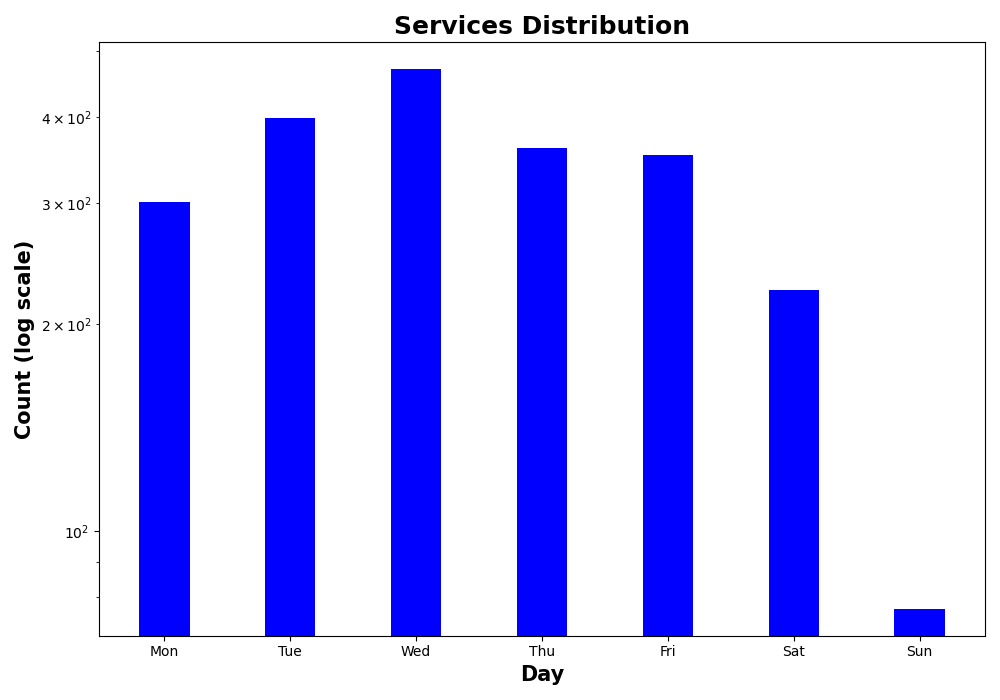 Services Distribution
Count (log scale)
4 × 10²
3 × 10²
2 × 10²
10²
Mon Tue Wed Thu Fri Sat Sun
Day